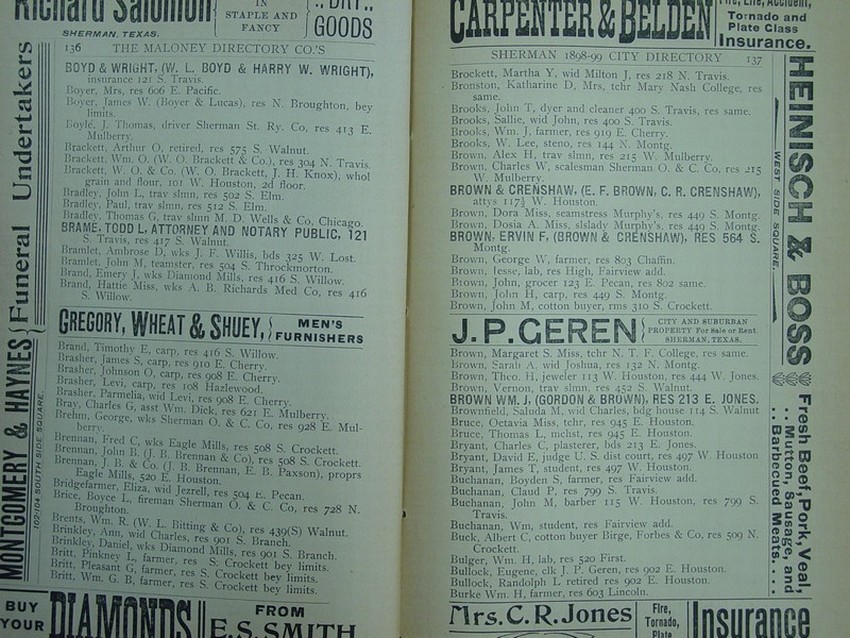 Richard Salomon
IN
STAPLE AND
FANCY
..DRY..
GOODS
SHERMAN, TEXAS.
136 THE MALONEY DIRECTORY CO.'S
BOYD & WRIGHT, (W. L. BOYD & HARRY W. WRIGHT),
insurance 121 S. Travis.
Boyer, Mrs, res 606 E. Pacific.
Boyer, James W. (Boyer & Lucas), res N. Broughton, bey
limits.
Boyle, J. Thomas, driver Sherman St. Ry. Co, res 413 E.
Mulberry.
Brackett, Arthur O, retired, res 575 S. Walnut.
Brackett, Wm. O. (W. O. Brackett & Co.), res 304 N. Travis.
Brackett, W. O. & Co. (W. O. Brackett, J. H. Knox), whol
grain and flour, 101 W. Houston, 2d floor.
Bradley, John L, trav slmn, res 502 S. Elm.
Bradley, Paul, trav slmn, res 512 S. Elm.
Bradley, Thomas G, trav slmn M. D. Wells & Co, Chicago.
BRAME, TODD L, ATTORNEY AND NOTARY PUBLIC, 121
S. Travis, res 417 S. Walnut.
Bramlet, Ambrose D, wks J. F. Willis, bds 325 W. Lost.
Bramlet, John M, teamster, res 504 S. Throckmorton.
Brand, Emery J, wks Diamond Mills, res 416 S. Willow.
Brand, Hattie Miss, wks A. B. Richards Med Co, res 416
S. Willow.
GREGORY, WHEAT & SHUEY,
MEN'S
FURNISHERS
Brand, Timothy E, carp, res 416 S. Willow.
Brasher, James S, carp, res 910 E. Cherry.
Brasher, Johnson O, carp, res 908 E. Cherry.
Brasher, Levi, carp, res 108 Hazelwood.
Brasher, Parmelia, wid Levi, res 908 E. Cherry.
Bray, Charles G, asst Wm. Dick, res 621 E. Mulberry.
Brehm, George, wks Sherman O. & C. Co, res 928 E. Mul-
berry.
Brennan, Fred C, wks Eagle Mills, res 508 S. Crockett.
Brennan, John B. (J. B. Brennan & Co), res 508 S. Crockett.
Brennan, J. B. & Co. (J. B. Brennan, E. B. Paxson), proprs
Eagle Mills, 520 E. Houston.
Bridgefarmer, Eliza, wid Jezrell, res 504 E. Pecan.
Brice, Boyce L, fireman Sherman O. & C. Co, res 728 N.
Broughton.
Brents, Wm. R. (W. L. Bitting & Co), res 439(S) Walnut.
Brinkley, Ann, wid Charles, res 901 S. Branch.
Brinkley, Daniel, wks Diamond Mills, res 901 S. Branch.
Britt, Pinkney L, farmer, res S. Crockett bey limits.
Britt, Pleasant G, farmer, res S. Crockett bey limits.
Britt, Wm. G. B, farmer, res S. Crockett bey limits.
BUY
YOUR
DIAMONDS
FROM
E.S. SMITH
Funeral Undertakers
MONTGOMERY & HAYNES
102-104 SOUTH SIDE SQUARE.
CARPENTER & BELDEN
Fire, Life, Accident,
Tornado and
Plate Glass
Insurance.
SHERMAN 1898-99 CITY DIRECTORY 137
Brockett, Martha Y, wid Milton J, res 218 N. Travis.
Bronston, Katharine D, Mrs, tchr Mary Nash College, res
same.
Brooks, John T, dyer and cleaner 400 S. Travis, res same.
Brooks, Sallie, wid John, res 400 S. Travis.
Brooks, Wm. J, farmer, res 919 E. Cherry.
Brooks, W. Lee, steno, res 144 N. Montg.
Brown, Alex H, trav slmn, res 215 W. Mulberry.
Brown, Charles W, scalesman Sherman O. & C. Co, res 215
W. Mulberry.
BROWN & CRENSHAW, (E. F. BROWN, C. R. CRENSHAW),
attys 117½ W. Houston.
Brown, Dora Miss, seamstress Murphy's, res 449 S. Montg.
Brown, Dosia A. Miss, slslady Murphy's, res 449 S. Montg.
BROWN, ERVIN F, (BROWN & CRENSHAW), RES 564 S.
Montg.
Brown, George W, farmer, res 803 Chaffin.
Brown, Jesse, lab, res High, Fairview add.
Brown, John, grocer 123 E. Pecan, res 802 same.
Brown, John H, carp, res 449 S. Montg.
Brown, John M, cotton buyer, rms 310 S. Crockett.
J. P. GEREN
CITY AND SUBURBAN
PROPERTY For Sale or Rent.
SHERMAN, TEXAS.
Brown, Margaret S. Miss, tchr N. T. F. College, res same.
Brown, Sarah A, wid Joshua, res 132 N. Montg.
Brown, Theo. H, jeweler 113 W. Houston, res 444 W. Jones.
Brown, Vernon, trav slmn, res 452 S. Walnut.
BROWN WM. J, (GORDON & BROWN), RES 213 E. JONES.
Brownfield, Saluda M, wid Charles, bdg house 114 S. Walnut
Bruce, Octavia Miss, tchr, res 945 E. Houston.
Bruce, Thomas L, mchst, res 945 E. Houston.
Bryant, Charles C, plasterer, bds 213 E. Jones.
Bryant, David E, judge U. S. dist court, res 497 W. Houston
Bryant, James T, student, res 497 W. Houston.
Buchanan, Boyden S, farmer, res Fairview add.
Buchanan, Claud P, res 799 S. Travis.
Buchanan, John M, barber 115 W. Houston, res 799 S.
Travis.
Buchanan, Wm, student, res Fairview add.
Buck, Albert C, cotton buyer Birge, Forbes & Co, res 509 N.
Crockett.
Bulger, Wm. H, lab, res 520 First.
Bullock, Eugene, clk J. P. Geren, res 902 E. Houston.
Bullock, Randolph L retired res 902 E. Houston.
Burke Wm. H, farmer, res 603 Lincoln.
Mrs. C. R. Jones
Fire,
Tornado,
Plate
Insurance
HEINISCH & BOSS
WEST SIDE SQUARE.
Fresh Beef, Pork, Veal,
..Mutton, Sausage, and
..Barbecued Meats....